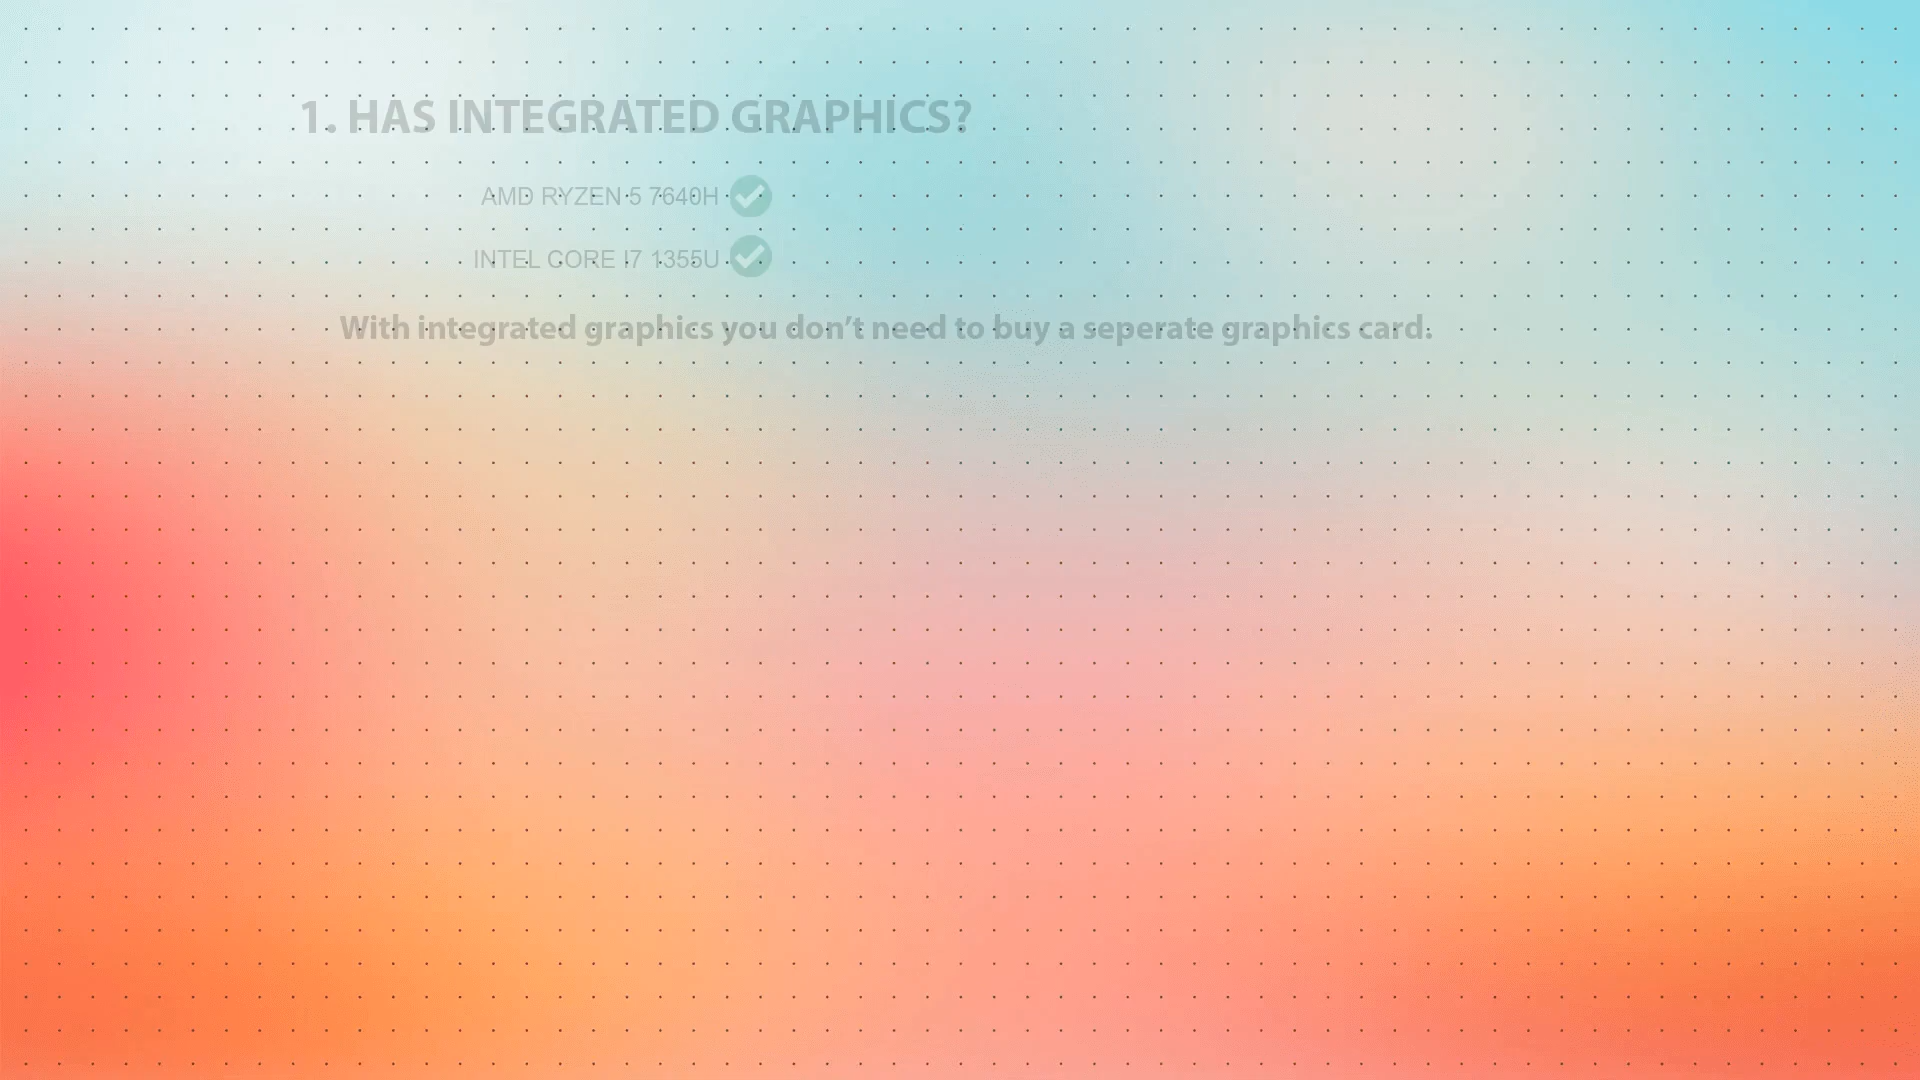 1. HAS INTEGRATED GRAPHICS?
AMD RYZEN 5 7640H
INTEL CORE I7 1355U
With integrated graphics you don’t need to buy a seperate graphics card.